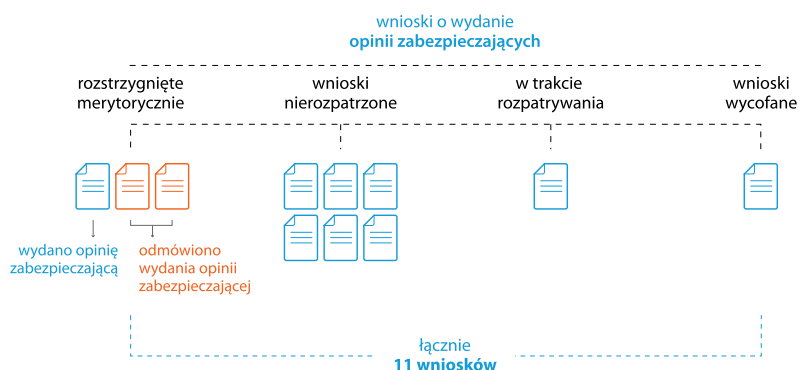 wnioski o wydanie
opinii zabezpieczających
rozstrzygnięte
merytorycznie
wnioski
nierozpatrzone
w trakcie
rozpatrywania
wnioski
wycofane
wydano opinię
zabezpieczającą
odmówiono
wydania opinii
zabezpieczającej
łącznie
11 wniosków